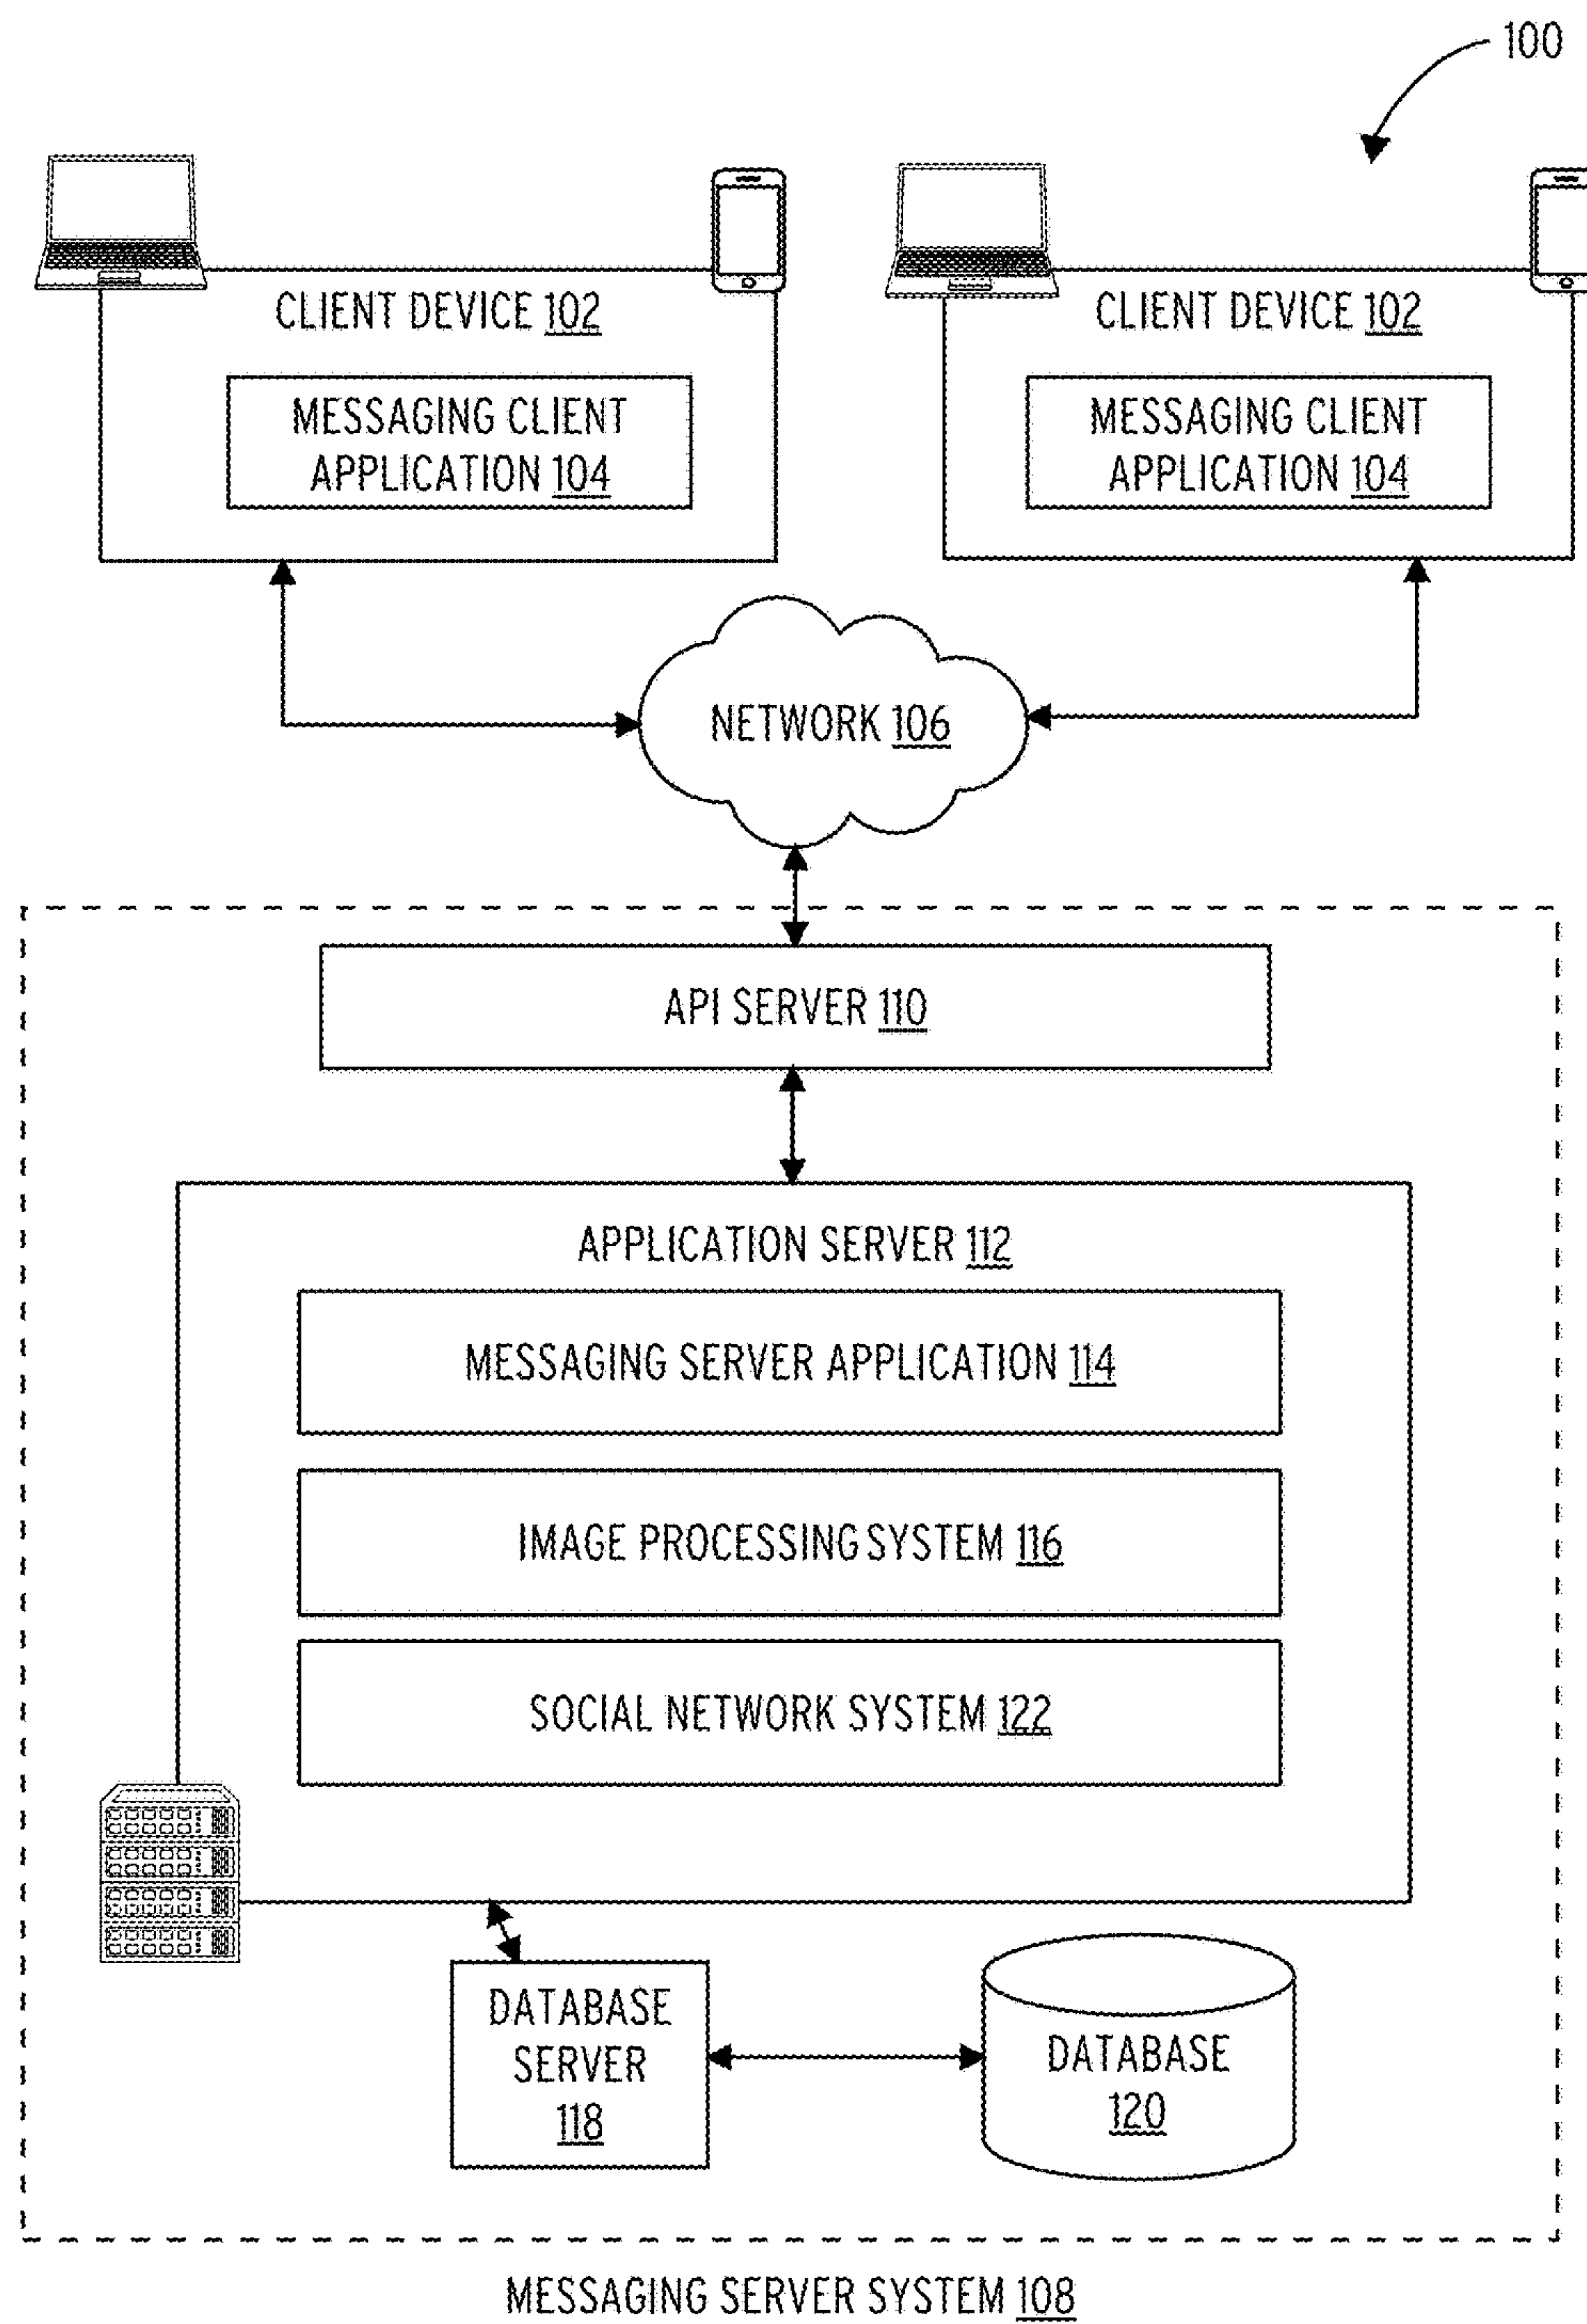 100
CLIENT DEVICE 102
MESSAGING CLIENT
APPLICATION 104
CLIENT DEVICE 102
MESSAGING CLIENT
APPLICATION 104
NETWORK 106
API SERVER 110
APPLICATION SERVER 112
MESSAGING SERVER APPLICATION 114
IMAGE PROCESSING SYSTEM 116
SOCIAL NETWORK SYSTEM 122
DATABASE
SERVER
118
DATABASE
120
MESSAGING SERVER SYSTEM 108